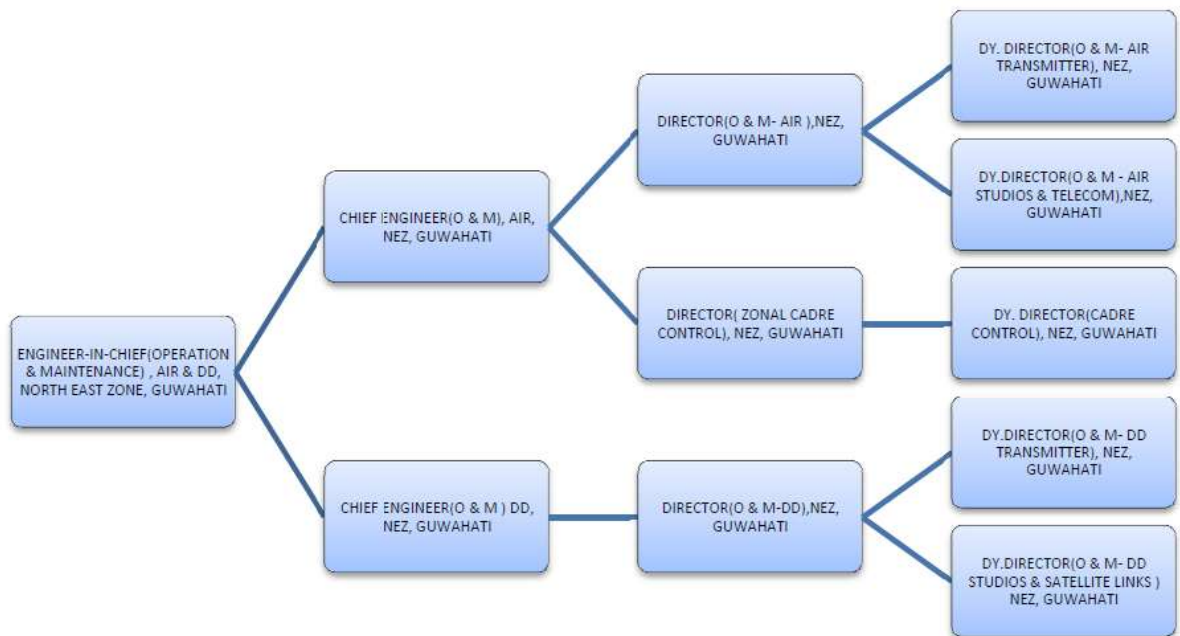 DY. DIRECTOR(O & M- AIR
TRANSMITTER), NEZ,
GUWAHATI
DIRECTOR(O & M- AIR ),NEZ,
GUWAHATI
DY.DIRECTOR(O & M - AIR
STUDIOS & TELECOM),NEZ,
GUWAHATI
CHIEF ENGINEER(O & M), AIR,
NEZ, GUWAHATI
DIRECTOR( ZONAL CADRE
CONTROL), NEZ, GUWAHATI
DY. DIRECTOR(CADRE
CONTROL), NEZ, GUWAHATI
ENGINEER-IN-CHIEF(OPERATION
& MAINTENANCE) , AIR & DD,
NORTH EAST ZONE, GUWAHATI
DY.DIRECTOR(O & M- DD
TRANSMITTER), NEZ,
GUWAHATI
CHIEF ENGINEER(O & M ) DD,
NEZ, GUWAHATI
DIRECTOR(O & M-DD),NEZ,
GUWAHATI
DY.DIRECTOR(O & M- DD
STUDIOS & SATELLITE LINKS )
NEZ, GUWAHATI